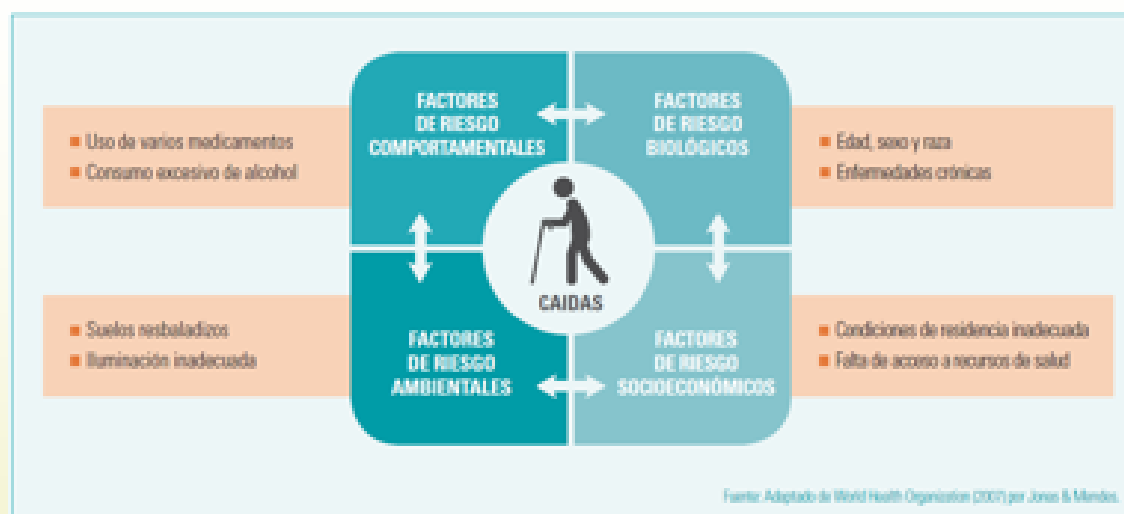 FACTORES
DE RIESGO
COMPORTAMENTALES
■ Uso de varios medicamentos
■ Consumo excesivo de alcohol
FACTORES
DE RIESGO
BIOLÓGICOS
■ Edad, sexo y raza
■ Enfermedades crónicas
CAIDAS
FACTORES
DE RIESGO
AMBIENTALES
■ Suelos resbaladizos
■ Iluminación inadecuada
FACTORES
DE RIESGO
SOCIOECONÓMICOS
■ Condiciones de residencia inadecuada
■ Falta de acceso a recursos de salud
Fuente: Adaptado de World Health Organization (2007) por Jonas & Mendes.